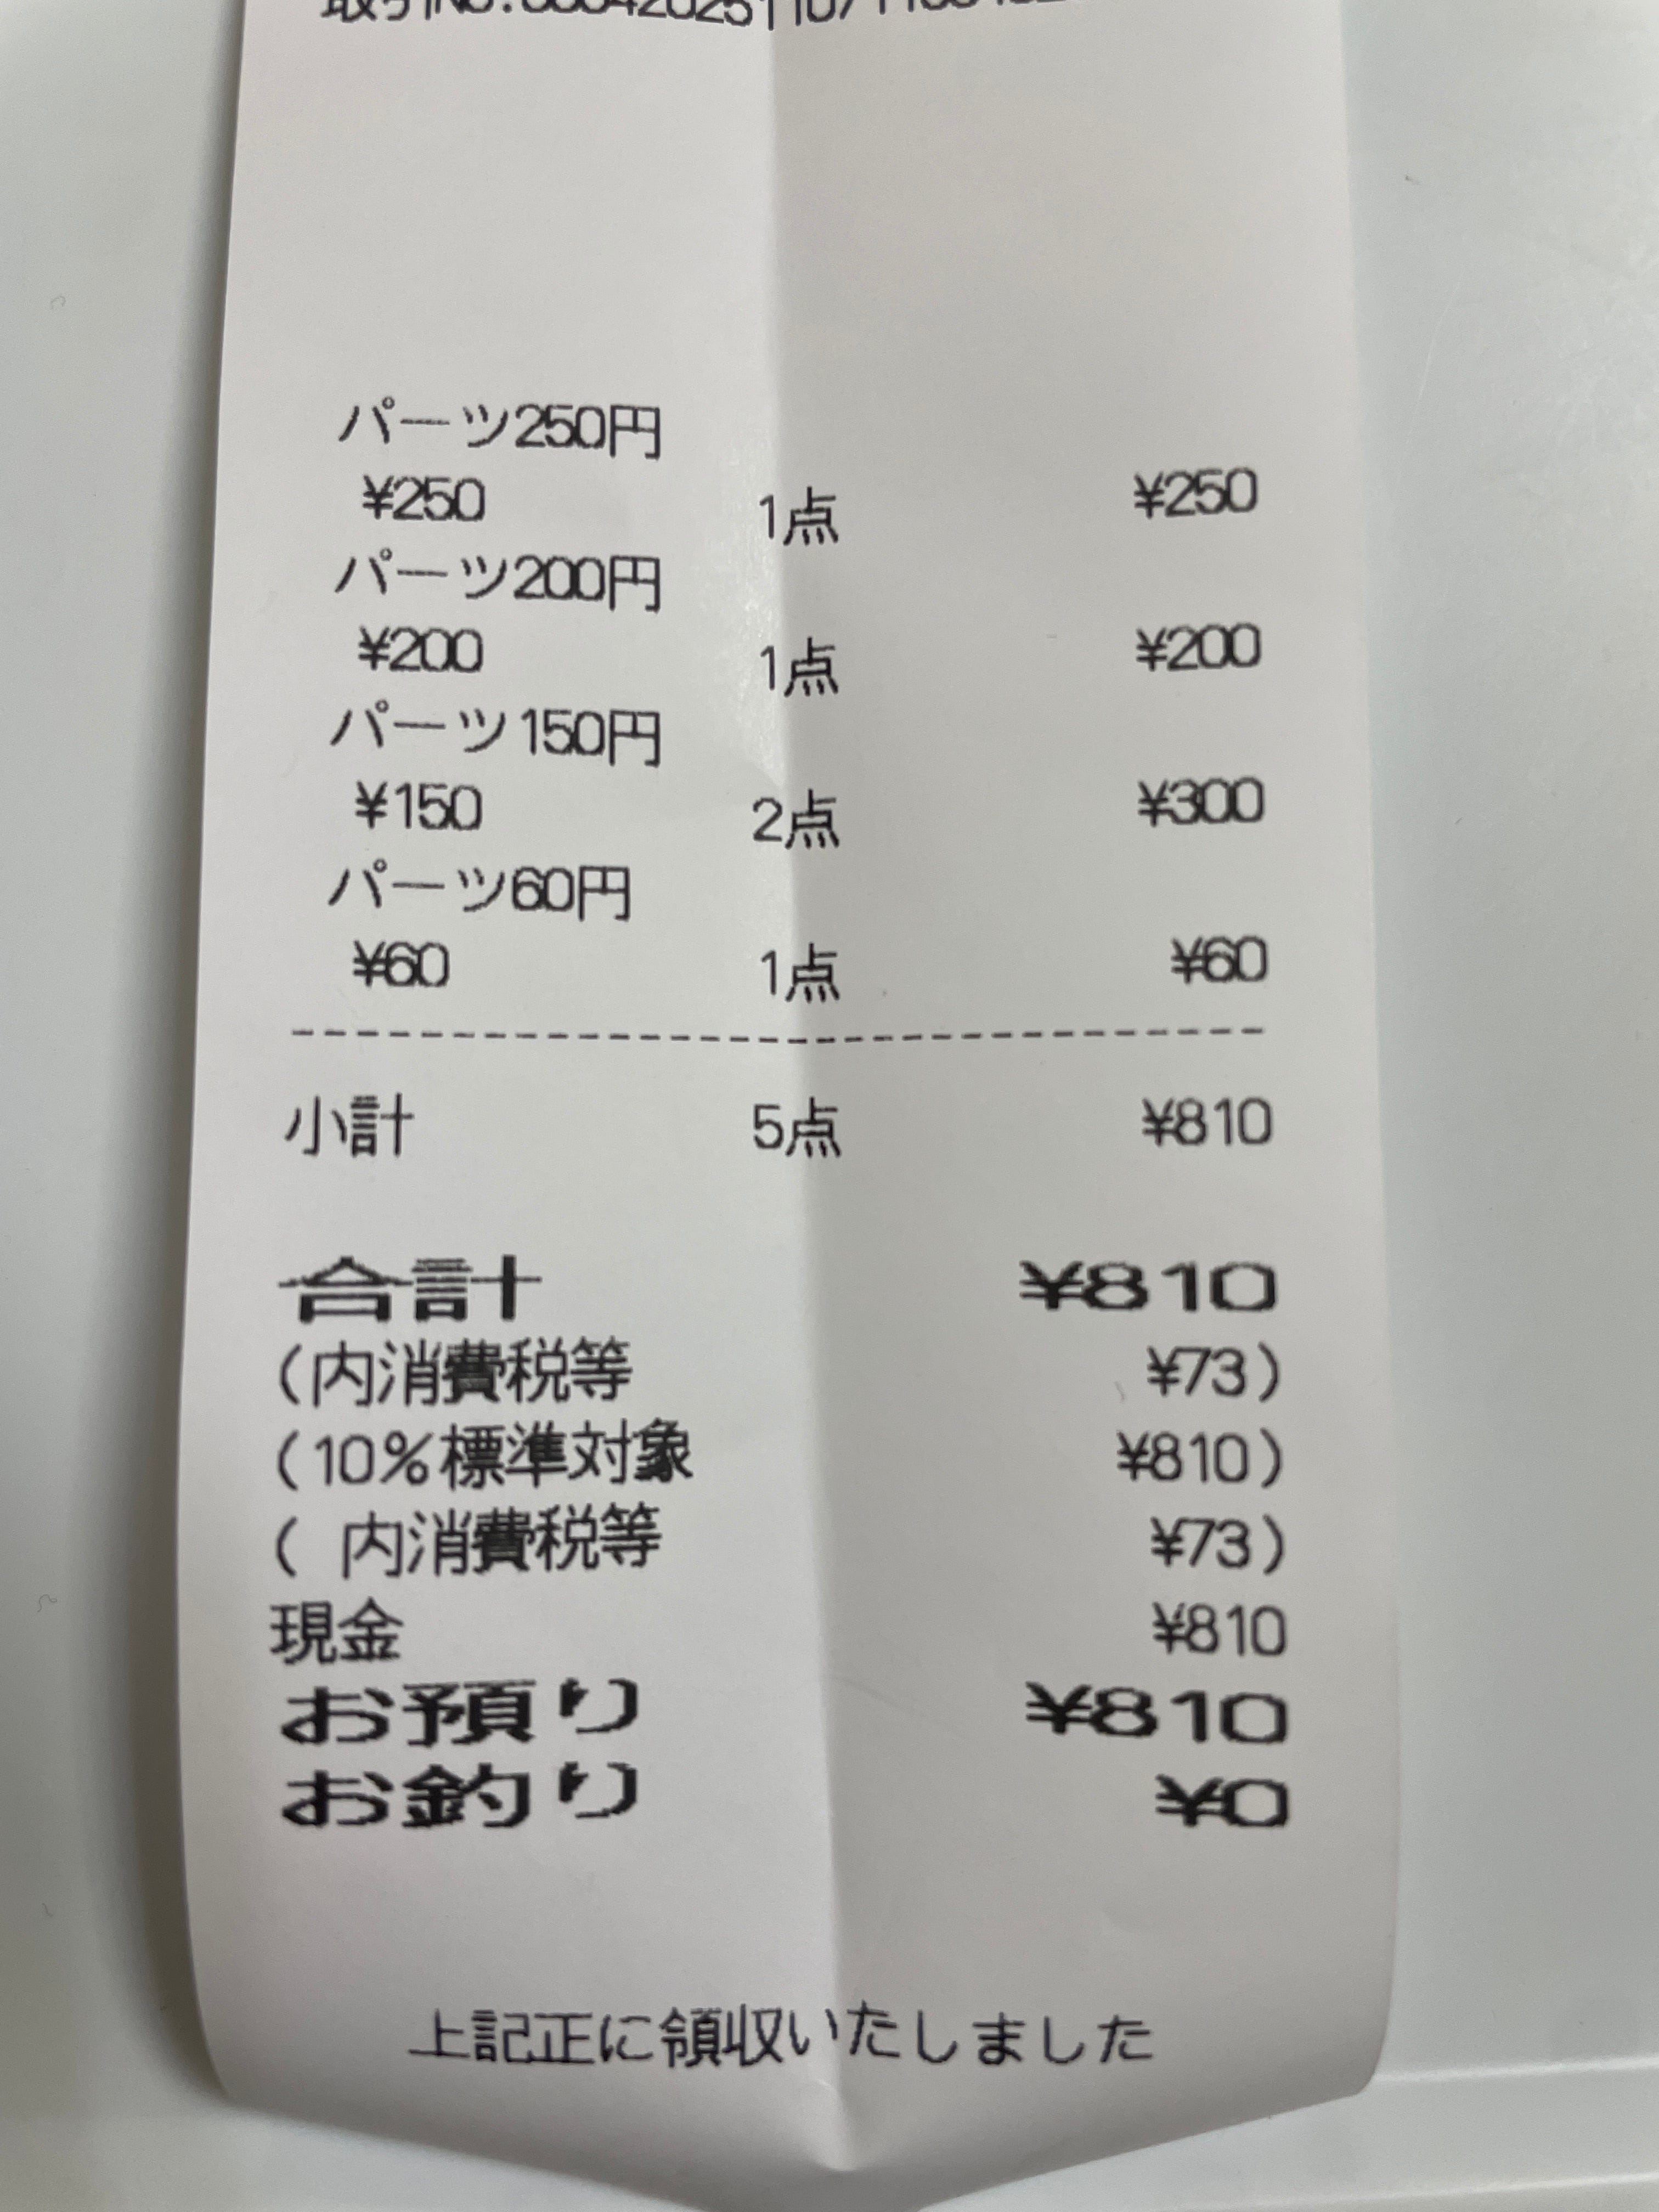 パーツ250円
¥250 1点 ¥250
パーツ200円
¥200 1点 ¥200
パーツ150円
¥150 2点 ¥300
パーツ60円
¥60 1点 ¥60
小計 5点 ¥810
合計 ¥810
(内消費税等 ¥73)
(10%標準対象 ¥810)
( 内消費税等 ¥73)
現金 ¥810
お預り ¥810
お釣り ¥0
上記正に領収いたしました